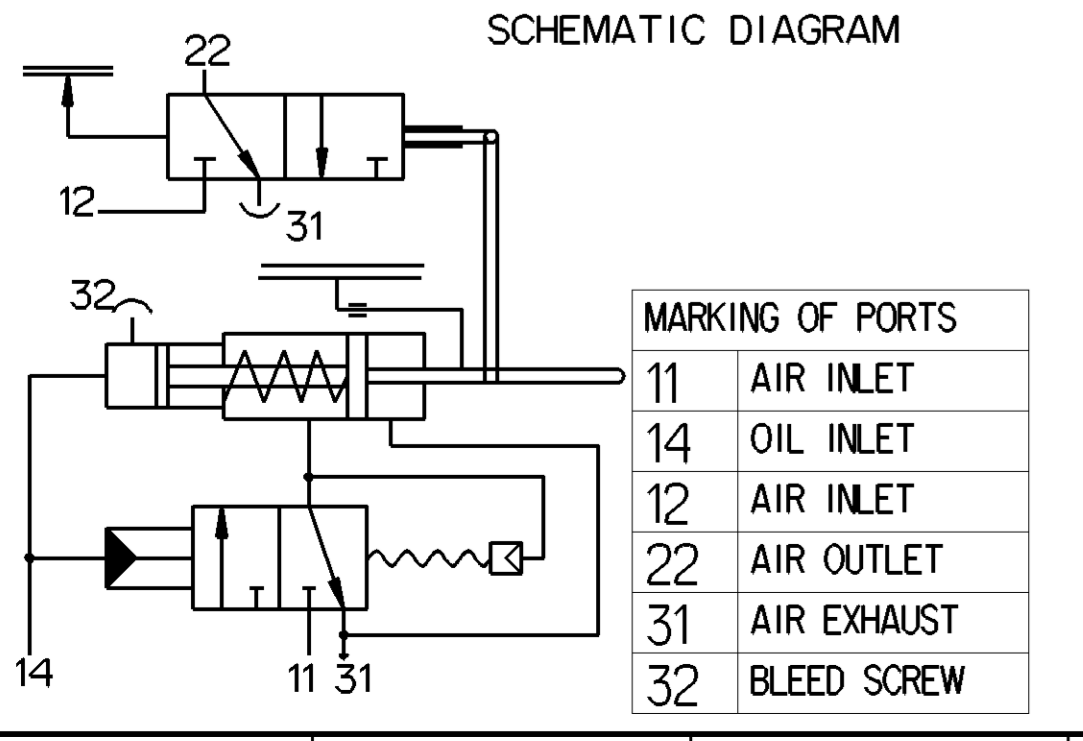 SCHEMATIC DIAGRAM
22
12
31
32
14
11 31
MARKING OF PORTS
11 AIR INLET
14 OIL INLET
12 AIR INLET
22 AIR OUTLET
31 AIR EXHAUST
32 BLEED SCREW